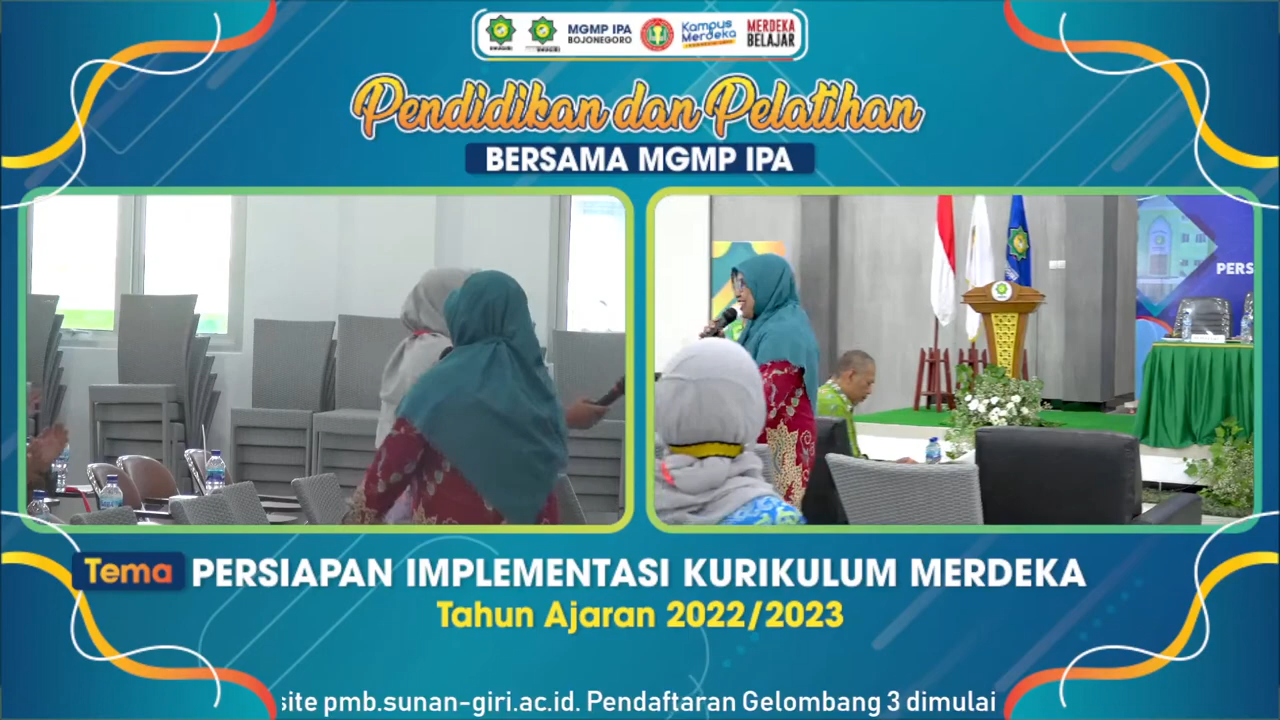 MGMP IPA
BOJONEGORO
Kampus
Merdeka
MERDEKA
BELAJAR
Pendidikan dan Pelatihan
BERSAMA MGMP IPA
PERS
Tema PERSIAPAN IMPLEMENTASI KURIKULUM MERDEKA
Tahun Ajaran 2022/2023
site pmb.sunan-giri.ac.id. Pendaftaran Gelombang 3 dimulai